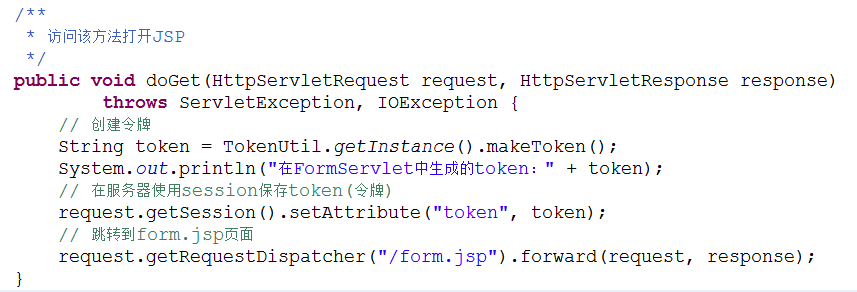 /**
 * 访问该方法打开JSP
 */
public void doGet(HttpServletRequest request, HttpServletResponse response)
        throws ServletException, IOException {
    // 创建令牌
    String token = TokenUtil.getInstance().makeToken();
    System.out.println("在FormServlet中生成的token：" + token);
    // 在服务器使用session保存token(令牌)
    request.getSession().setAttribute("token", token);
    // 跳转到form.jsp页面
    request.getRequestDispatcher("/form.jsp").forward(request, response);
}